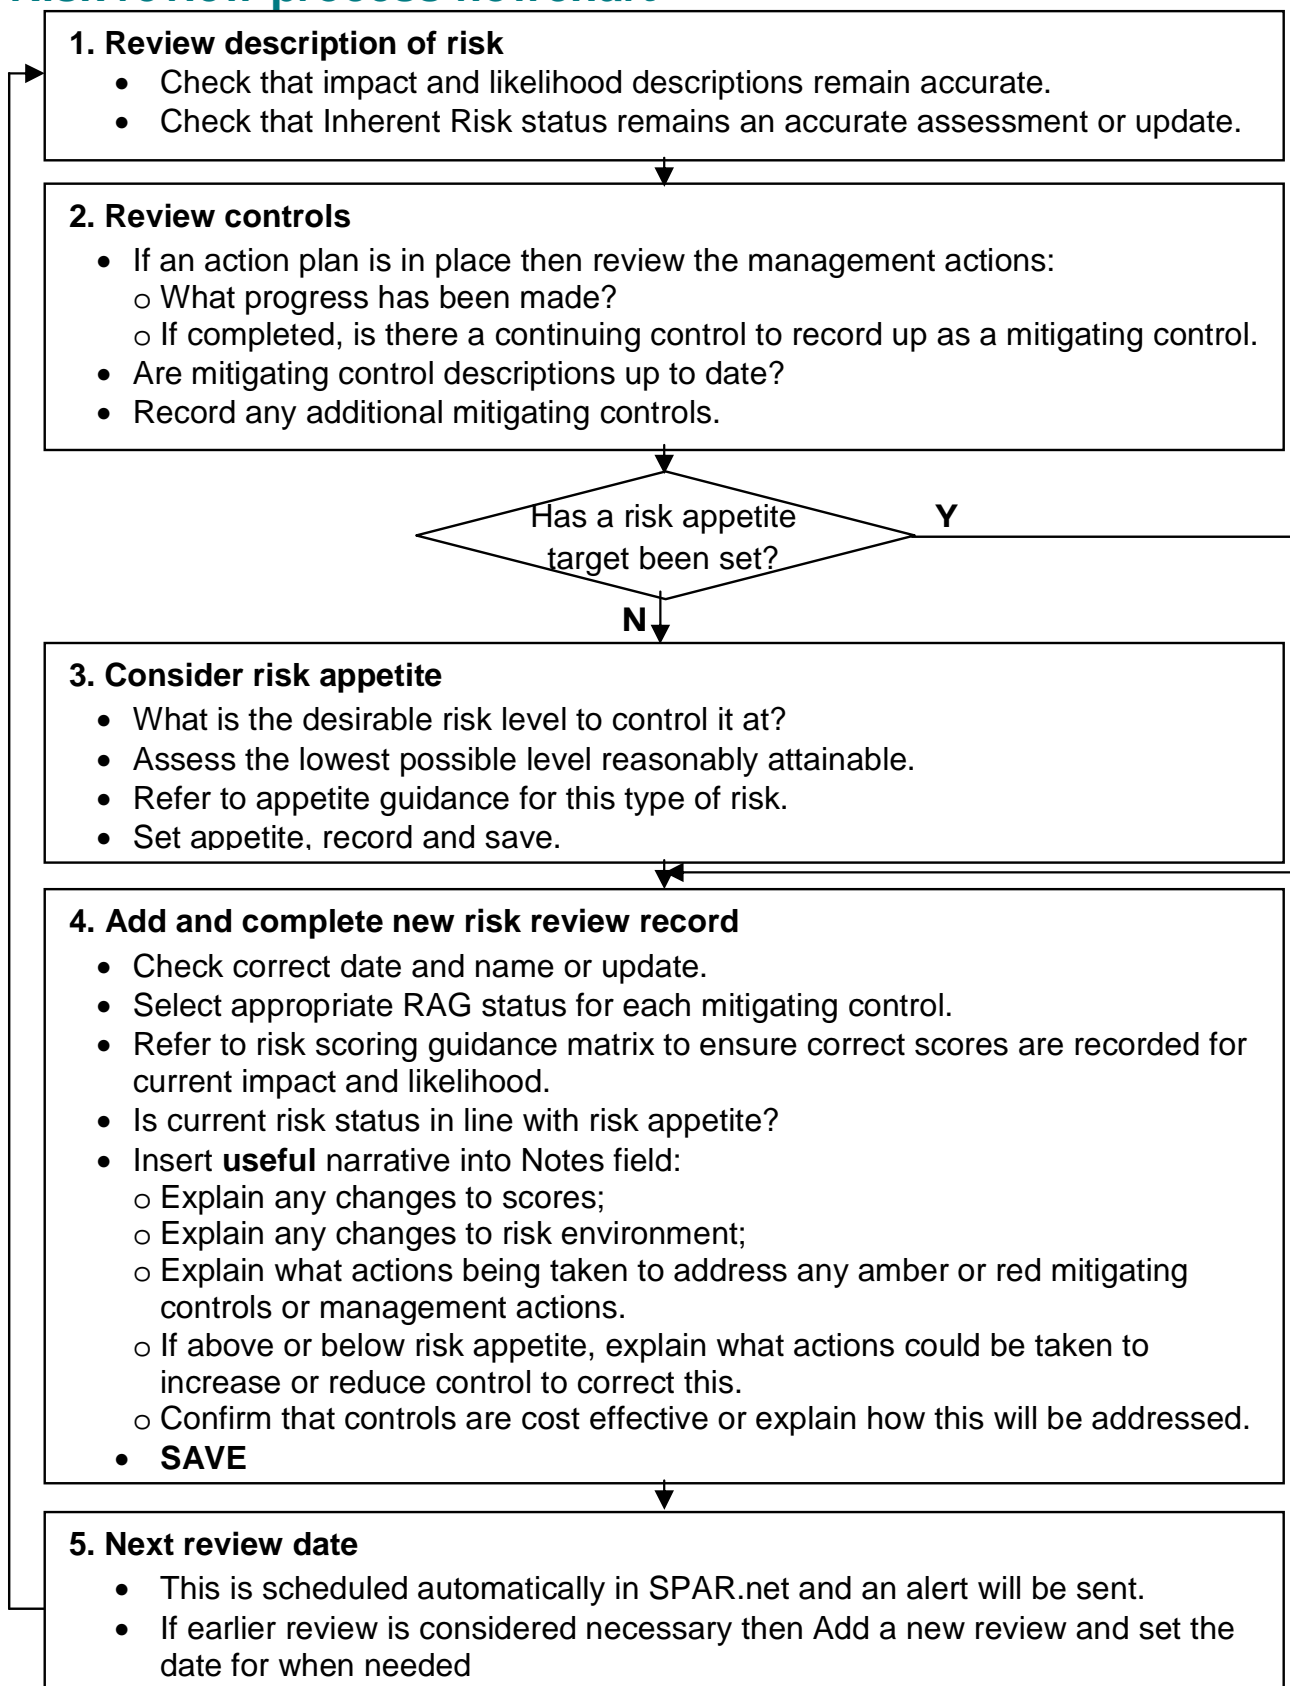 Risk review process flowchart
1. Review description of risk
• Check that impact and likelihood descriptions remain accurate.
• Check that Inherent Risk status remains an accurate assessment or update.
2. Review controls
• If an action plan is in place then review the management actions:
o What progress has been made?
o If completed, is there a continuing control to record up as a mitigating control.
• Are mitigating control descriptions up to date?
• Record any additional mitigating controls.
Has a risk appetite
target been set?
Y
N
3. Consider risk appetite
• What is the desirable risk level to control it at?
• Assess the lowest possible level reasonably attainable.
• Refer to appetite guidance for this type of risk.
• Set appetite, record and save.
4. Add and complete new risk review record
• Check correct date and name or update.
• Select appropriate RAG status for each mitigating control.
• Refer to risk scoring guidance matrix to ensure correct scores are recorded for
current impact and likelihood.
• Is current risk status in line with risk appetite?
• Insert useful narrative into Notes field:
o Explain any changes to scores;
o Explain any changes to risk environment;
o Explain what actions being taken to address any amber or red mitigating
controls or management actions.
o If above or below risk appetite, explain what actions could be taken to
increase or reduce control to correct this.
o Confirm that controls are cost effective or explain how this will be addressed.
• SAVE
5. Next review date
• This is scheduled automatically in SPAR.net and an alert will be sent.
• If earlier review is considered necessary then Add a new review and set the
date for when needed